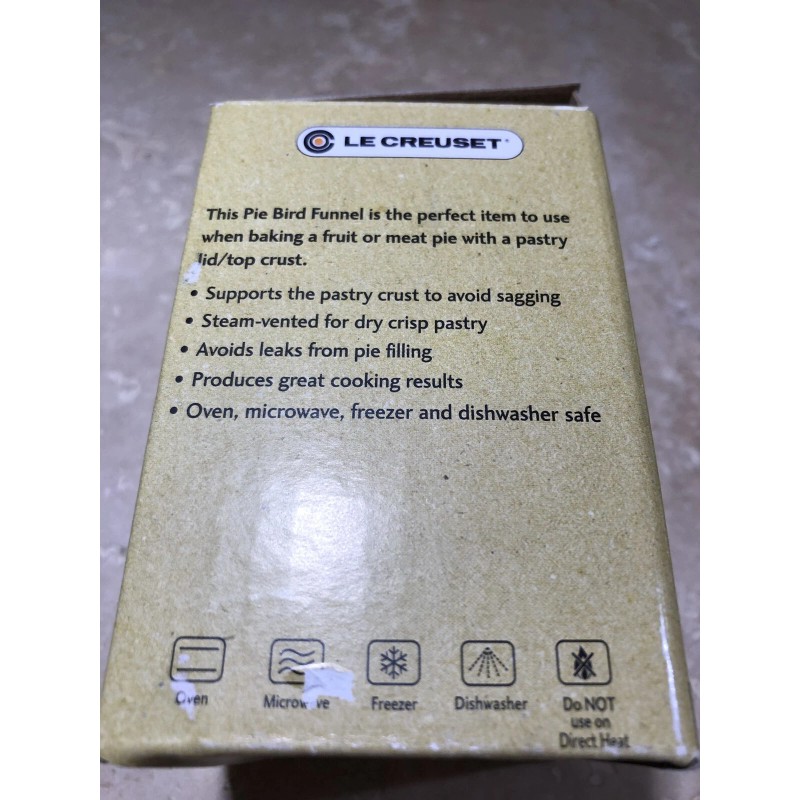 LE CREUSET
This Pie Bird Funnel is the perfect item to use
when baking a fruit or meat pie with a pastry
lid/top crust.
• Supports the pastry crust to avoid sagging
• Steam-vented for dry crisp pastry
• Avoids leaks from pie filling
• Produces great cooking results
• Oven, microwave, freezer and dishwasher safe
Oven Microwave Freezer Dishwasher Do NOT
use on
Direct Heat